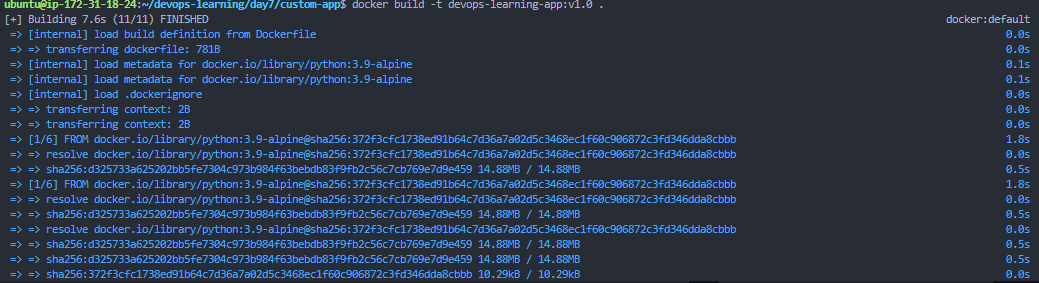 ubuntu@ip-172-31-18-24:~/devops-learning/day7/custom-app$ docker build -t devops-learning-app:v1.0 .
[+] Building 7.6s (11/11) FINISHED docker:default
=> [internal] load build definition from Dockerfile 0.0s
=> => transferring dockerfile: 781B 0.0s
=> [internal] load metadata for docker.io/library/python:3.9-alpine 0.1s
=> [internal] load metadata for docker.io/library/python:3.9-alpine 0.1s
=> [internal] load .dockerignore 0.0s
=> => transferring context: 2B 0.0s
=> => transferring context: 2B 0.0s
=> [1/6] FROM docker.io/library/python:3.9-alpine@sha256:372f3cfc1738ed91b64c7d36a7a02d5c3468ec1f60c906872c3fd346dda8cbbb 1.8s
=> => resolve docker.io/library/python:3.9-alpine@sha256:372f3cfc1738ed91b64c7d36a7a02d5c3468ec1f60c906872c3fd346dda8cbbb 0.0s
=> => sha256:d325733a625202bb5fe7304c973b984f63bebdb83f9fb2c56c7cb769e7d9e459 14.88MB / 14.88MB 0.5s
=> [1/6] FROM docker.io/library/python:3.9-alpine@sha256:372f3cfc1738ed91b64c7d36a7a02d5c3468ec1f60c906872c3fd346dda8cbbb 1.8s
=> => resolve docker.io/library/python:3.9-alpine@sha256:372f3cfc1738ed91b64c7d36a7a02d5c3468ec1f60c906872c3fd346dda8cbbb 0.0s
=> => sha256:d325733a625202bb5fe7304c973b984f63bebdb83f9fb2c56c7cb769e7d9e459 14.88MB / 14.88MB 0.5s
=> => resolve docker.io/library/python:3.9-alpine@sha256:372f3cfc1738ed91b64c7d36a7a02d5c3468ec1f60c906872c3fd346dda8cbbb 0.0s
=> => sha256:d325733a625202bb5fe7304c973b984f63bebdb83f9fb2c56c7cb769e7d9e459 14.88MB / 14.88MB 0.5s
=> => sha256:d325733a625202bb5fe7304c973b984f63bebdb83f9fb2c56c7cb769e7d9e459 14.88MB / 14.88MB 0.5s
=> => sha256:372f3cfc1738ed91b64c7d36a7a02d5c3468ec1f60c906872c3fd346dda8cbbb 10.29kB / 10.29kB 0.0s